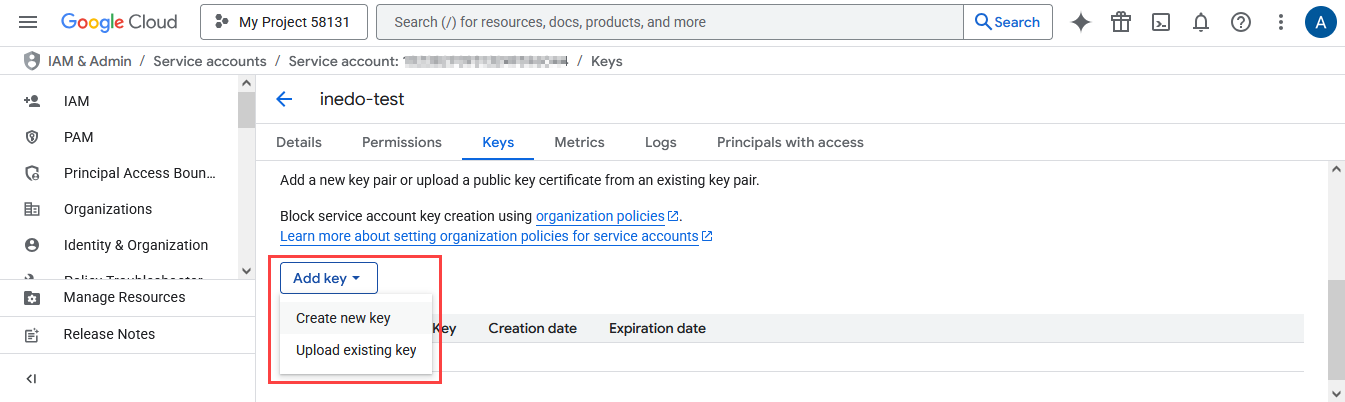 Google Cloud My Project 58131 Search (/) for resources, docs, products, and more Search A
IAM & Admin / Service accounts / Service account: / Keys
IAM
PAM
Principal Access Boun...
Organizations
Identity & Organization
Policy Troubleshooter
Manage Resources
Release Notes
inedo-test
Details Permissions Keys Metrics Logs Principals with access
Add a new key pair or upload a public key certificate from an existing key pair.
Block service account key creation using organization policies.
Learn more about setting organization policies for service accounts
Add key
Create new key
Upload existing key
Key Creation date Expiration date